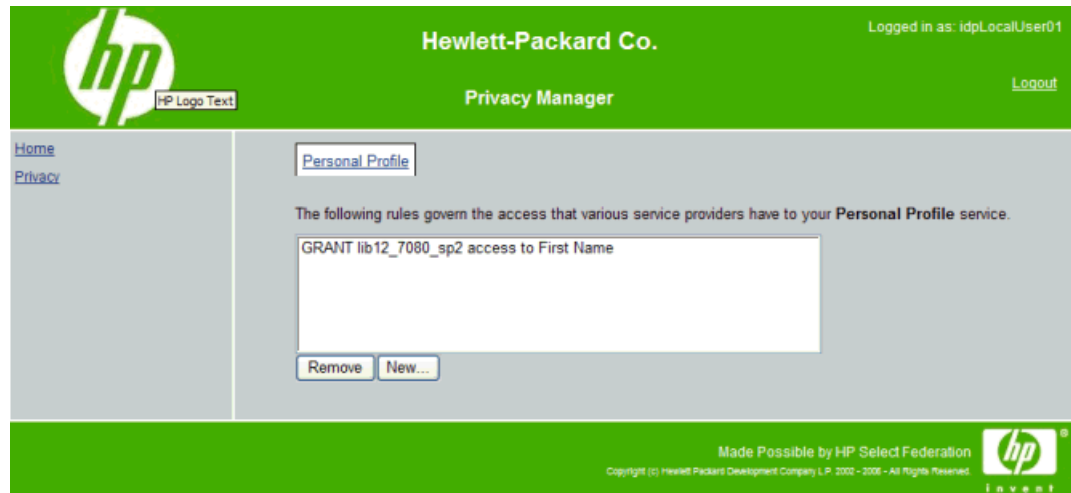 hp
Hewlett-Packard Co.
Logged in as: idpLocalUser01
HP Logo Text
Privacy Manager
Logout
Home
Privacy
Personal Profile
The following rules govern the access that various service providers have to your Personal Profile service.
GRANT lib12_7080_sp2 access to First Name
Remove
New...
Made Possible by HP Select Federation
Copyright (c) Hewlett Packard Development Company L.P. 2002 - 2006 - All Rights Reserved.
hp
®
invent